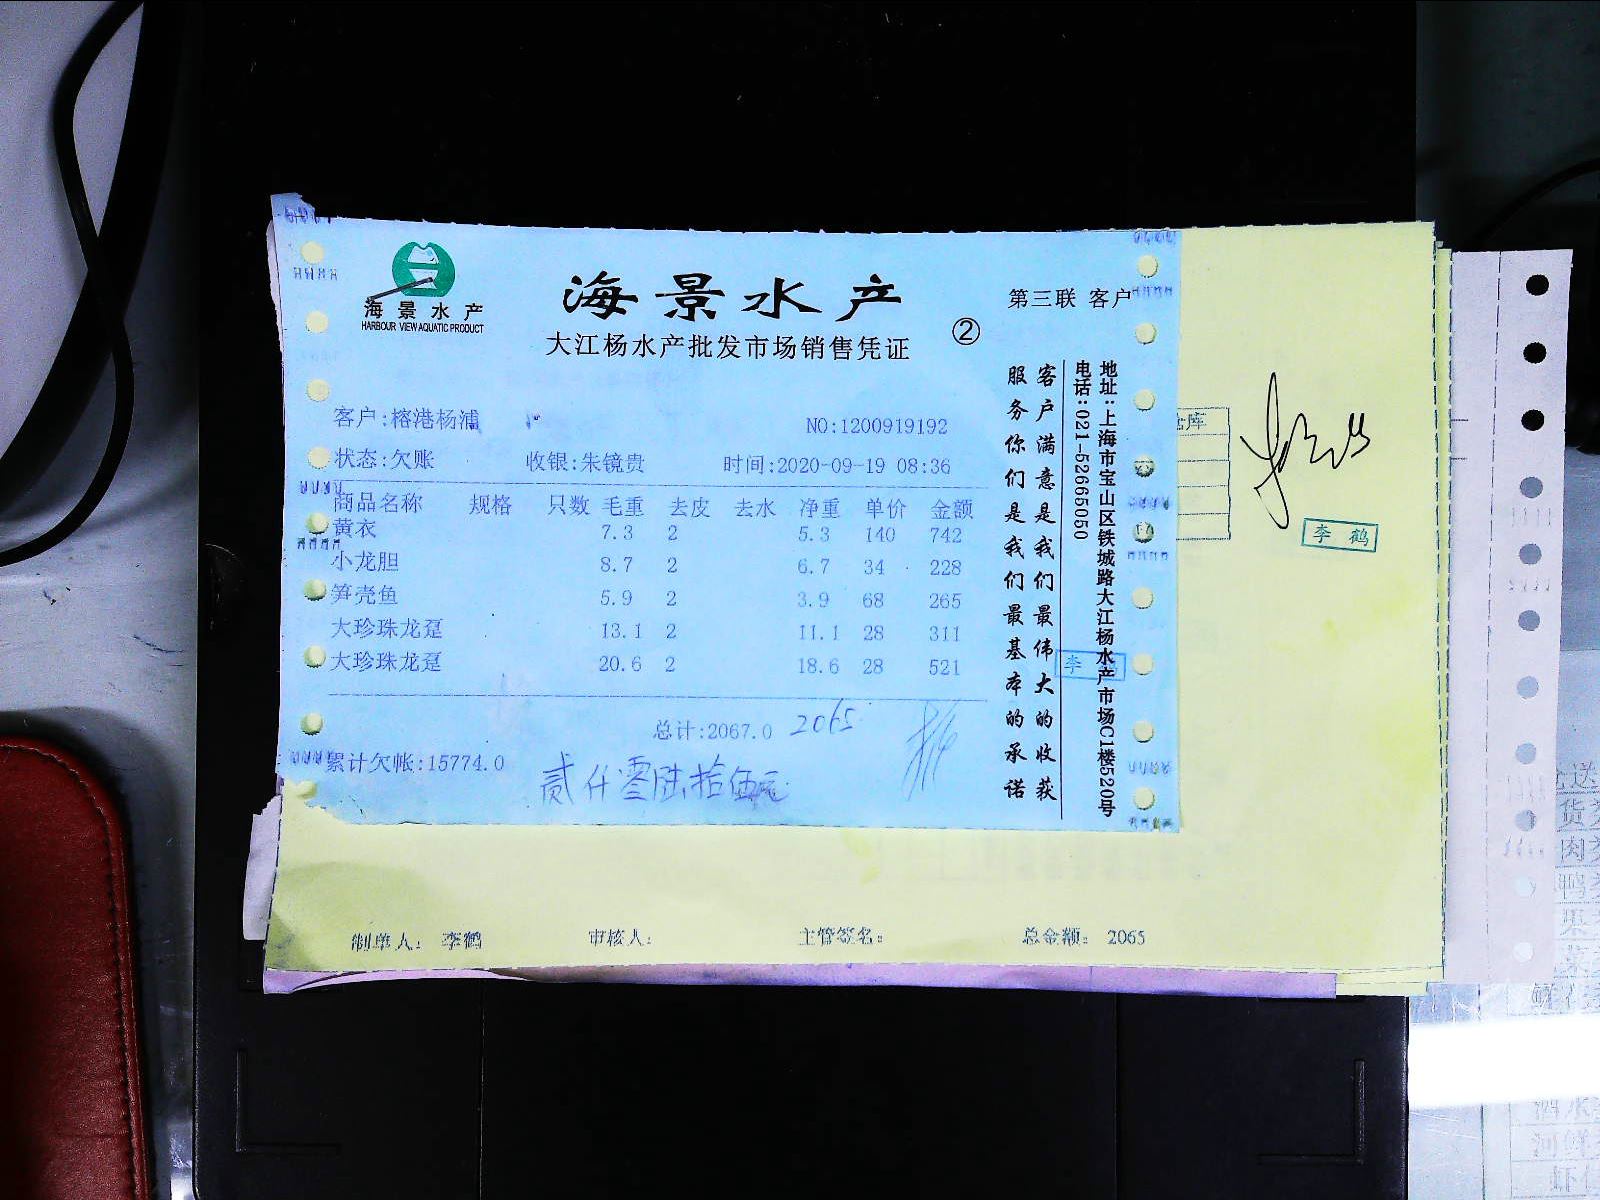 海景水产
HARBOUR VIEW AQUATIC PRODUCT
海景水产
第三联 客户
大江杨水产批发市场销售凭证
②
客户:榕港杨浦
NO:1200919192
状态:欠账 收银:朱镜贵 时间:2020-09-19 08:36
商品名称 规格 只数 毛重 去皮 去水 净重 单价 金额
黄衣 7.3 2 5.3 140 742
小龙胆 8.7 2 6.7 34 228
笋壳鱼 5.9 2 3.9 68 265
大珍珠龙趸 13.1 2 11.1 28 311
大珍珠龙趸 20.6 2 18.6 28 521
总计:2067.0 2065
累计欠帐:15774.0
贰仟零陆拾伍元
客户满意是我们最伟大的收获
服务你们是我们最基本的承诺
地址:上海市宝山区铁城路大江杨水产市场C1楼520号
电话:021-52665050
李鹤
库
李鹤
制单人: 李鹤 审核人: 主管签名: 总金额: 2065
送
货
肉
鸭
河鲜